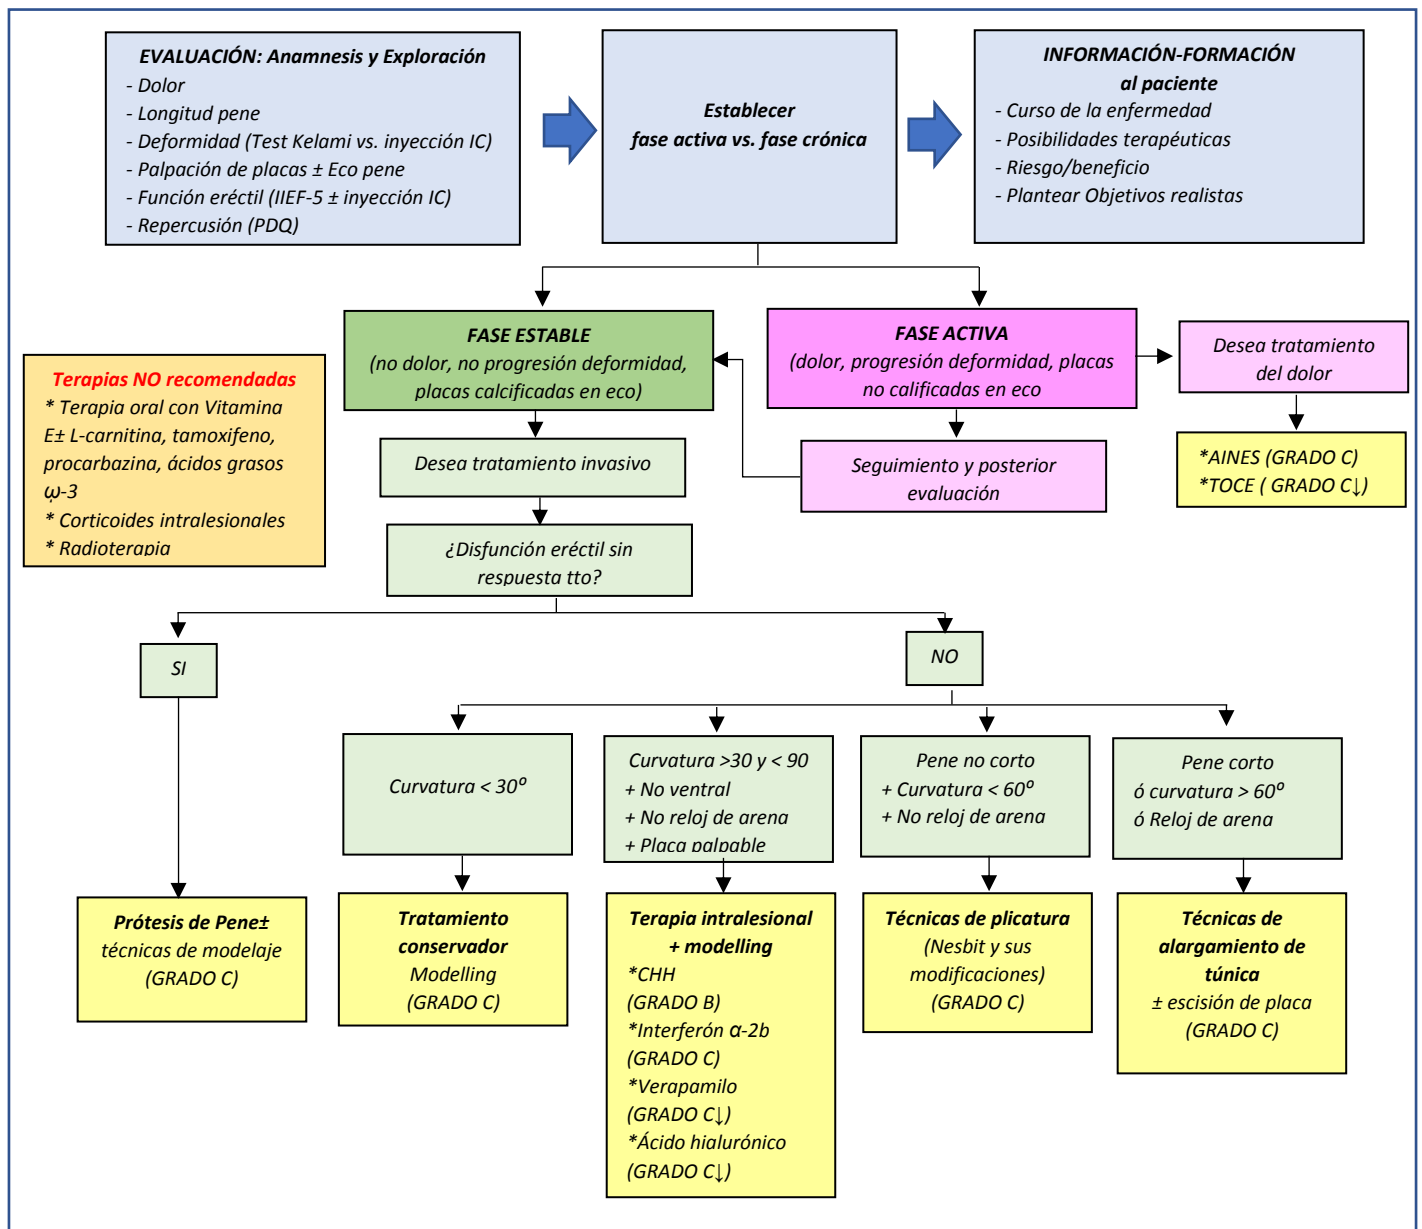 EVALUACIÓN: Anamnesis y Exploración
- Dolor
- Longitud pene
- Deformidad (Test Kelami vs. inyección IC)
- Palpación de placas ± Eco pene
- Función eréctil (IIEF-5 ± inyección IC)
- Repercusión (PDQ)
Establecer
fase activa vs. fase crónica
INFORMACIÓN-FORMACIÓN
al paciente
- Curso de la enfermedad
- Posibilidades terapéuticas
- Riesgo/beneficio
- Plantear Objetivos realistas
FASE ESTABLE
(no dolor, no progresión deformidad,
placas calcificadas en eco)
FASE ACTIVA
(dolor, progresión deformidad, placas
no calificadas en eco
Desea tratamiento
del dolor
Terapias NO recomendadas
* Terapia oral con Vitamina
E± L-carnitina, tamoxifeno,
procarbazina, ácidos grasos
ῳ-3
* Corticoides intralesionales
* Radioterapia
Desea tratamiento invasivo
Seguimiento y posterior
evaluación
*AINES (GRADO C)
*TOCE ( GRADO C↓)
¿Disfunción eréctil sin
respuesta tto?
SI
NO
Curvatura < 30º
Curvatura >30 y < 90
+ No ventral
+ No reloj de arena
+ Placa palpable
Pene no corto
+ Curvatura < 60º
+ No reloj de arena
Pene corto
ó curvatura > 60º
ó Reloj de arena
Prótesis de Pene±
técnicas de modelaje
(GRADO C)
Tratamiento
conservador
Modelling
(GRADO C)
Terapia intralesional
+ modelling
*CHH
(GRADO B)
*Interferón α-2b
(GRADO C)
*Verapamilo
(GRADO C↓)
*Ácido hialurónico
(GRADO C↓)
Técnicas de plicatura
(Nesbit y sus
modificaciones)
(GRADO C)
Técnicas de
alargamiento de
túnica
± escisión de placa
(GRADO C)